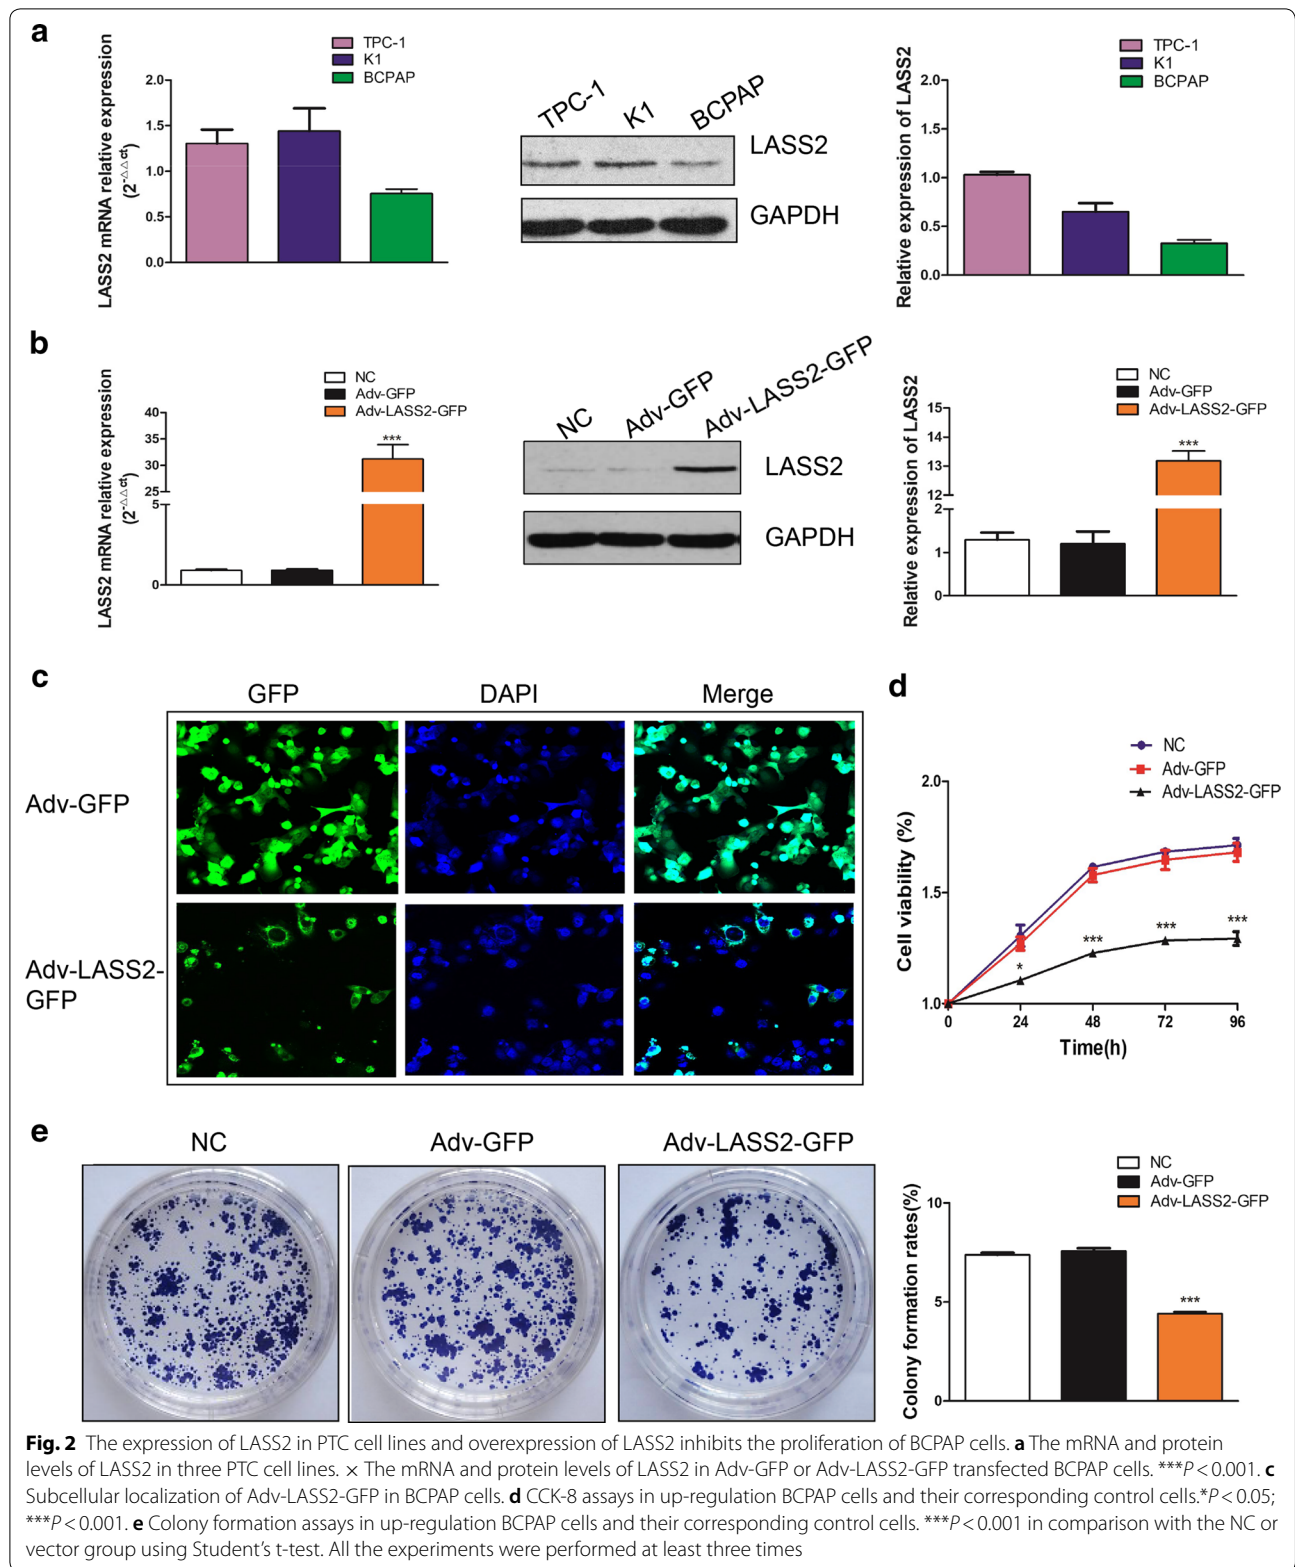 a
LASS2 mRNA relative expression
(2-△△ct)
TPC-1
K1
BCPAP
2.0
1.5
1.0
0.5
0.0
TPC-1
K1
BCPAP
LASS2
GAPDH
Relative expression of LASS2
TPC-1
K1
BCPAP
2.0
1.5
1.0
0.5
0.0
b
LASS2 mRNA relative expression
(2-△△ct)
NC
Adv-GFP
Adv-LASS2-GFP
40
35
30
25
5
0
***
NC
Adv-GFP
Adv-LASS2-GFP
LASS2
GAPDH
Relative expression of LASS2
NC
Adv-GFP
Adv-LASS2-GFP
15
14
13
12
2
1
0
***
c
GFP
DAPI
Merge
Adv-GFP
Adv-LASS2-
GFP
d
NC
Adv-GFP
Adv-LASS2-GFP
Cell viability (%)
2.0
1.5
1.0
*
***
***
***
0
24
48
72
96
Time(h)
e
NC
Adv-GFP
Adv-LASS2-GFP
NC
Adv-GFP
Adv-LASS2-GFP
Colony formation rates(%)
10
5
0
***
Fig. 2 The expression of LASS2 in PTC cell lines and overexpression of LASS2 inhibits the proliferation of BCPAP cells. a The mRNA and protein
levels of LASS2 in three PTC cell lines. × The mRNA and protein levels of LASS2 in Adv-GFP or Adv-LASS2-GFP transfected BCPAP cells. ***P < 0.001. c
Subcellular localization of Adv-LASS2-GFP in BCPAP cells. d CCK-8 assays in up-regulation BCPAP cells and their corresponding control cells.*P < 0.05;
***P < 0.001. e Colony formation assays in up-regulation BCPAP cells and their corresponding control cells. ***P < 0.001 in comparison with the NC or
vector group using Student's t-test. All the experiments were performed at least three times